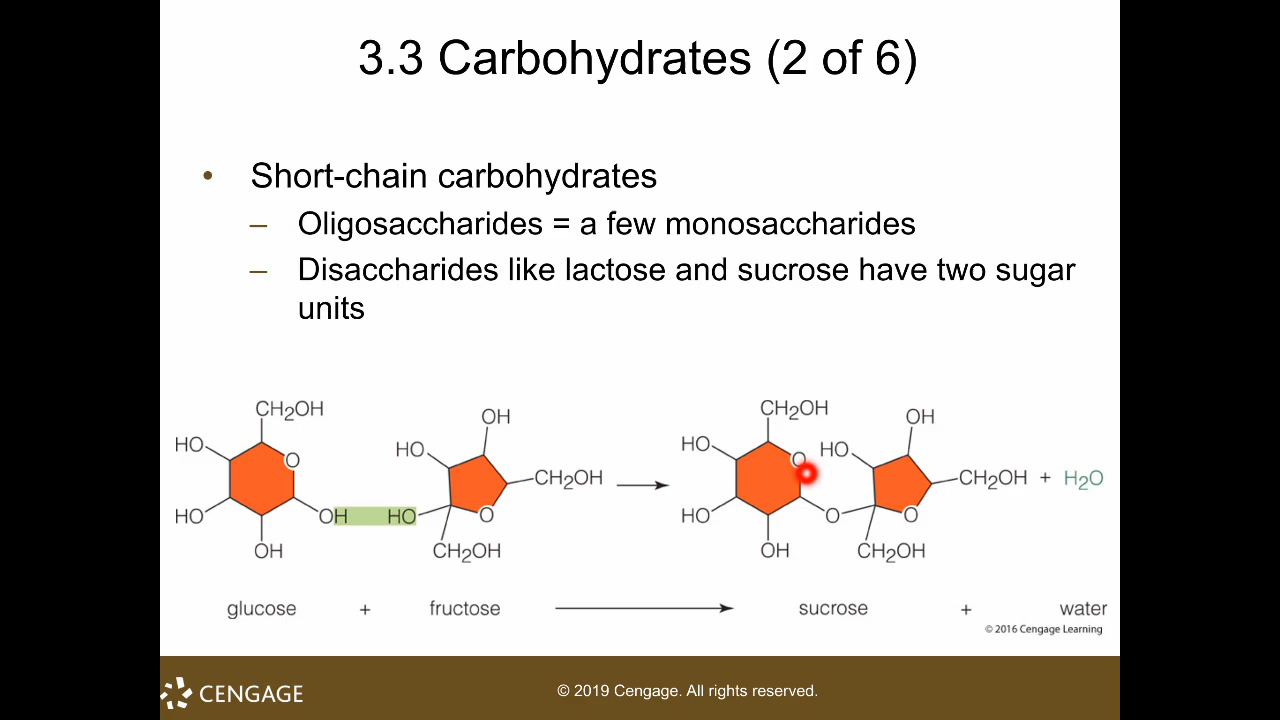 3.3 Carbohydrates (2 of 6)
• Short-chain carbohydrates
– Oligosaccharides = a few monosaccharides
– Disaccharides like lactose and sucrose have two sugar
units
CH₂OH OH CH₂OH OH
HO O HO HO O HO
CH₂OH CH₂OH + H₂O
HO OH HO O HO O O
OH CH₂OH OH CH₂OH
glucose + fructose sucrose + water
© 2016 Cengage Learning
CENGAGE © 2019 Cengage. All rights reserved.